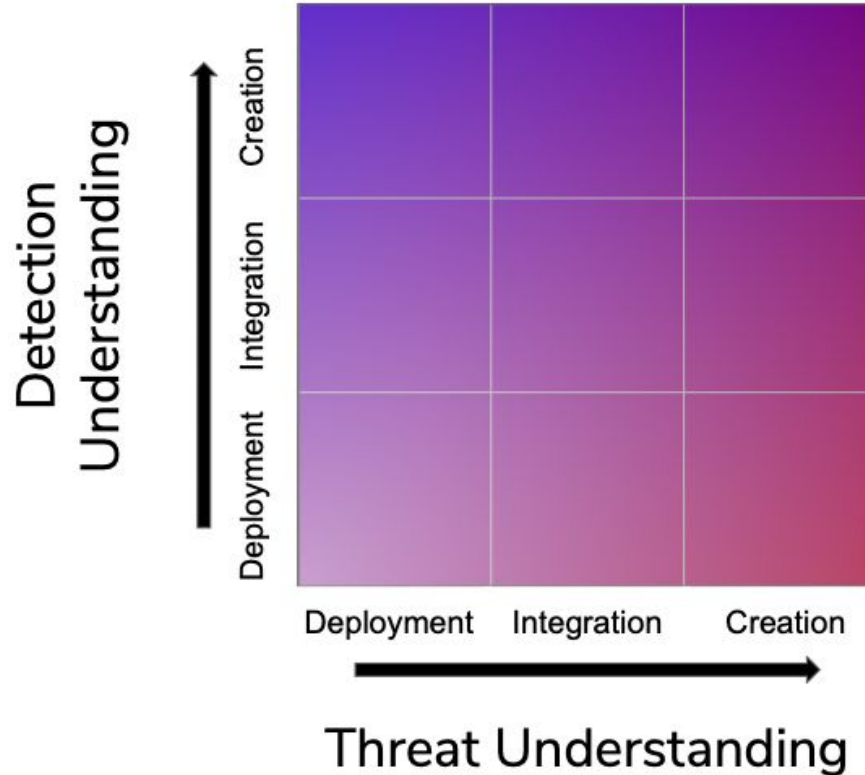 Detection
Understanding
Creation
Integration
Deployment
Deployment Integration Creation
Threat Understanding